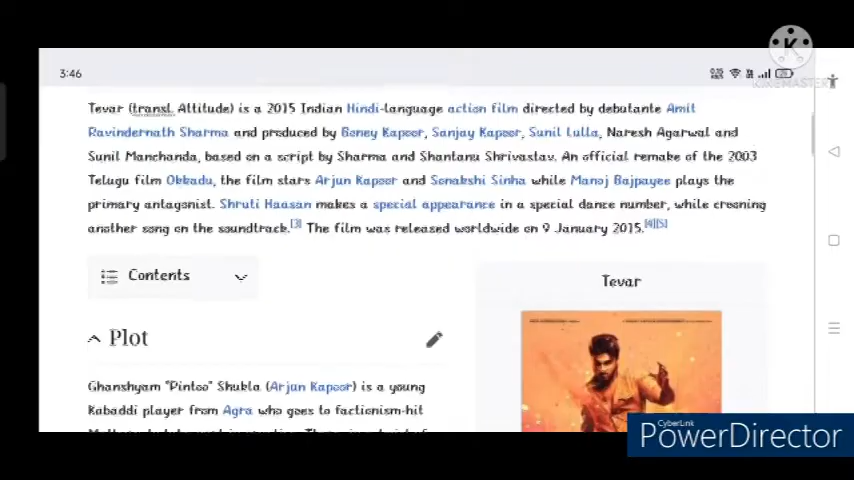 3:46
KINEMASTER
Tevar (transl. Attitude) is a 2015 Indian Hindi-language action film directed by debutante Amit
Ravindernath Sharma and produced by Boney Kapoor, Sanjay Kapoor, Sunil Lulla, Naresh Agarwal and
Sunil Manchanda, based on a script by Sharma and Shantanu Shrivastav. An official remake of the 2003
Telugu film Okkadu, the film stars Arjun Kapoor and Sonakshi Sinha while Manoj Bajpayee plays the
primary antagonist. Shruti Haasan makes a special appearance in a special dance number, while crooning
another song on the soundtrack.[3] The film was released worldwide on 9 January 2015.[4][5]
Contents
Tevar
Plot
Ghanshyam "Pintoo" Shukla (Arjun Kapoor) is a young
Kabaddi player from Agra who goes to factionism-hit
CyberLink
PowerDirector